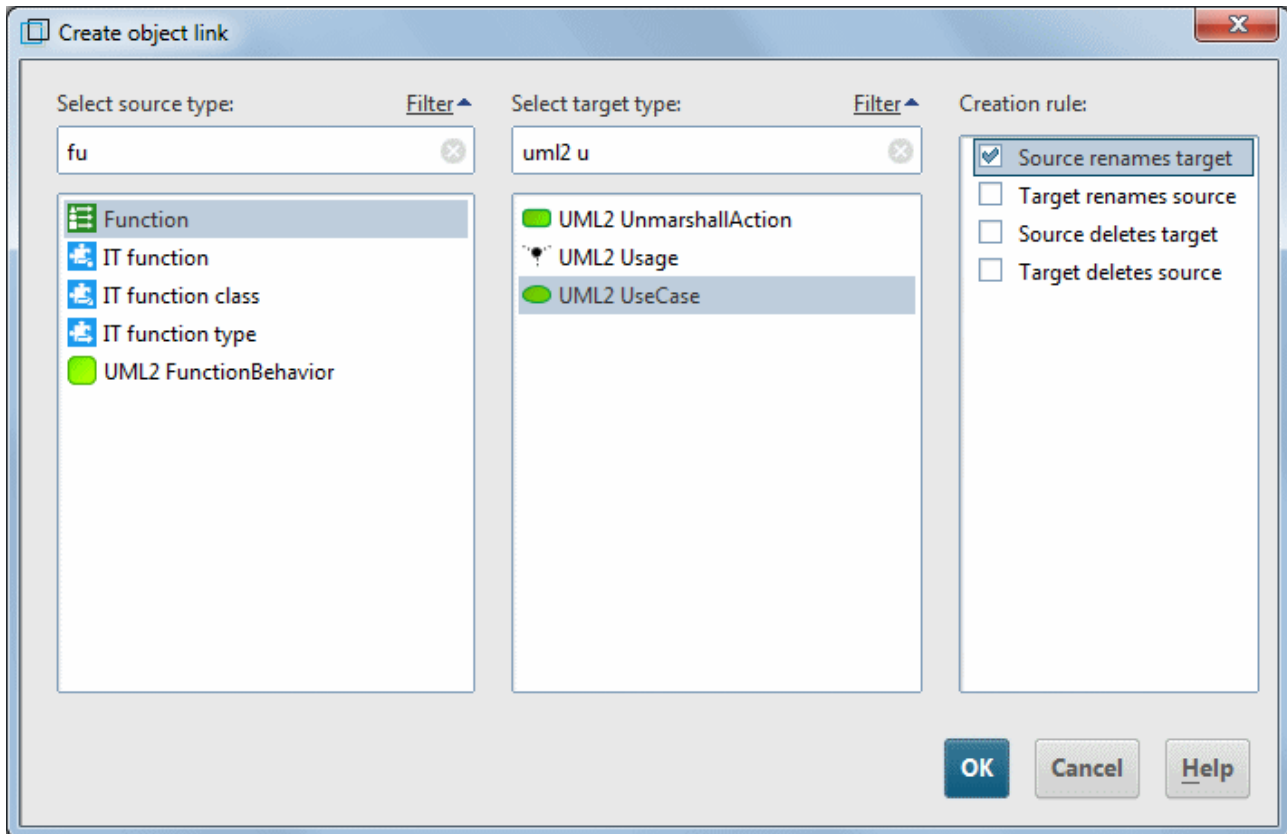 Create object link
Select source type:
Filter
fu
Function
IT function
IT function class
IT function type
UML2 FunctionBehavior
Select target type:
Filter
uml2 u
UML2 UnmarshallAction
UML2 Usage
UML2 UseCase
Creation rule:
Source renames target
Target renames source
Source deletes target
Target deletes source
OK
Cancel
Help